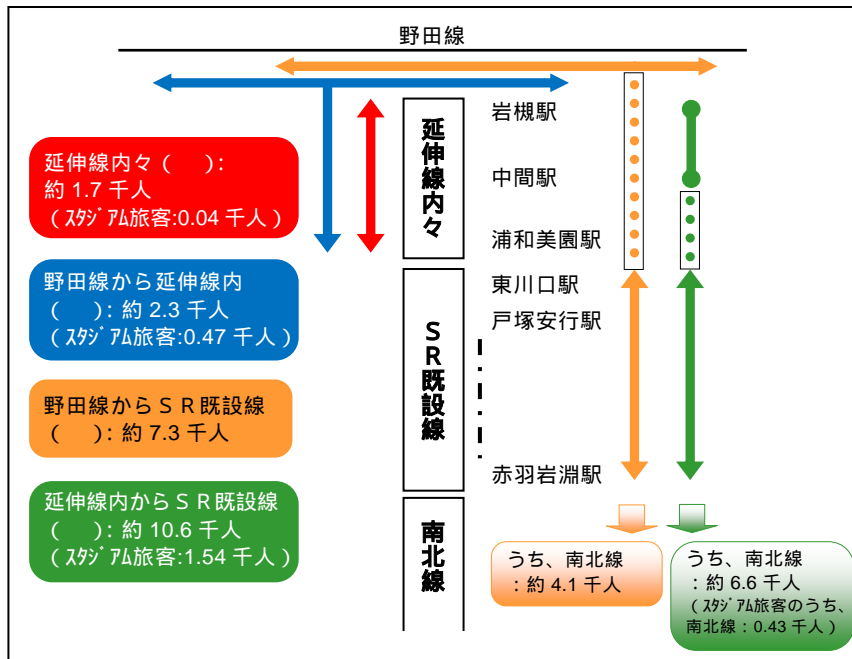 野田線
延伸線内々
岩槻駅
中間駅
浦和美園駅
延伸線内々（　）：
約 1.7 千人
（ｽﾀｼﾞｱﾑ旅客:0.04 千人）
野田線から延伸線内
（　）：約 2.3 千人
（ｽﾀｼﾞｱﾑ旅客:0.47 千人）
ＳＲ既設線
東川口駅
戸塚安行駅
赤羽岩淵駅
野田線からＳＲ既設線
（　）：約 7.3 千人
延伸線内からＳＲ既設線
（　）：約 10.6 千人
（ｽﾀｼﾞｱﾑ旅客:1.54 千人）
南北線
うち、南北線
：約 4.1 千人
うち、南北線
：約 6.6 千人
（ｽﾀｼﾞｱﾑ旅客のうち、
南北線：0.43 千人）